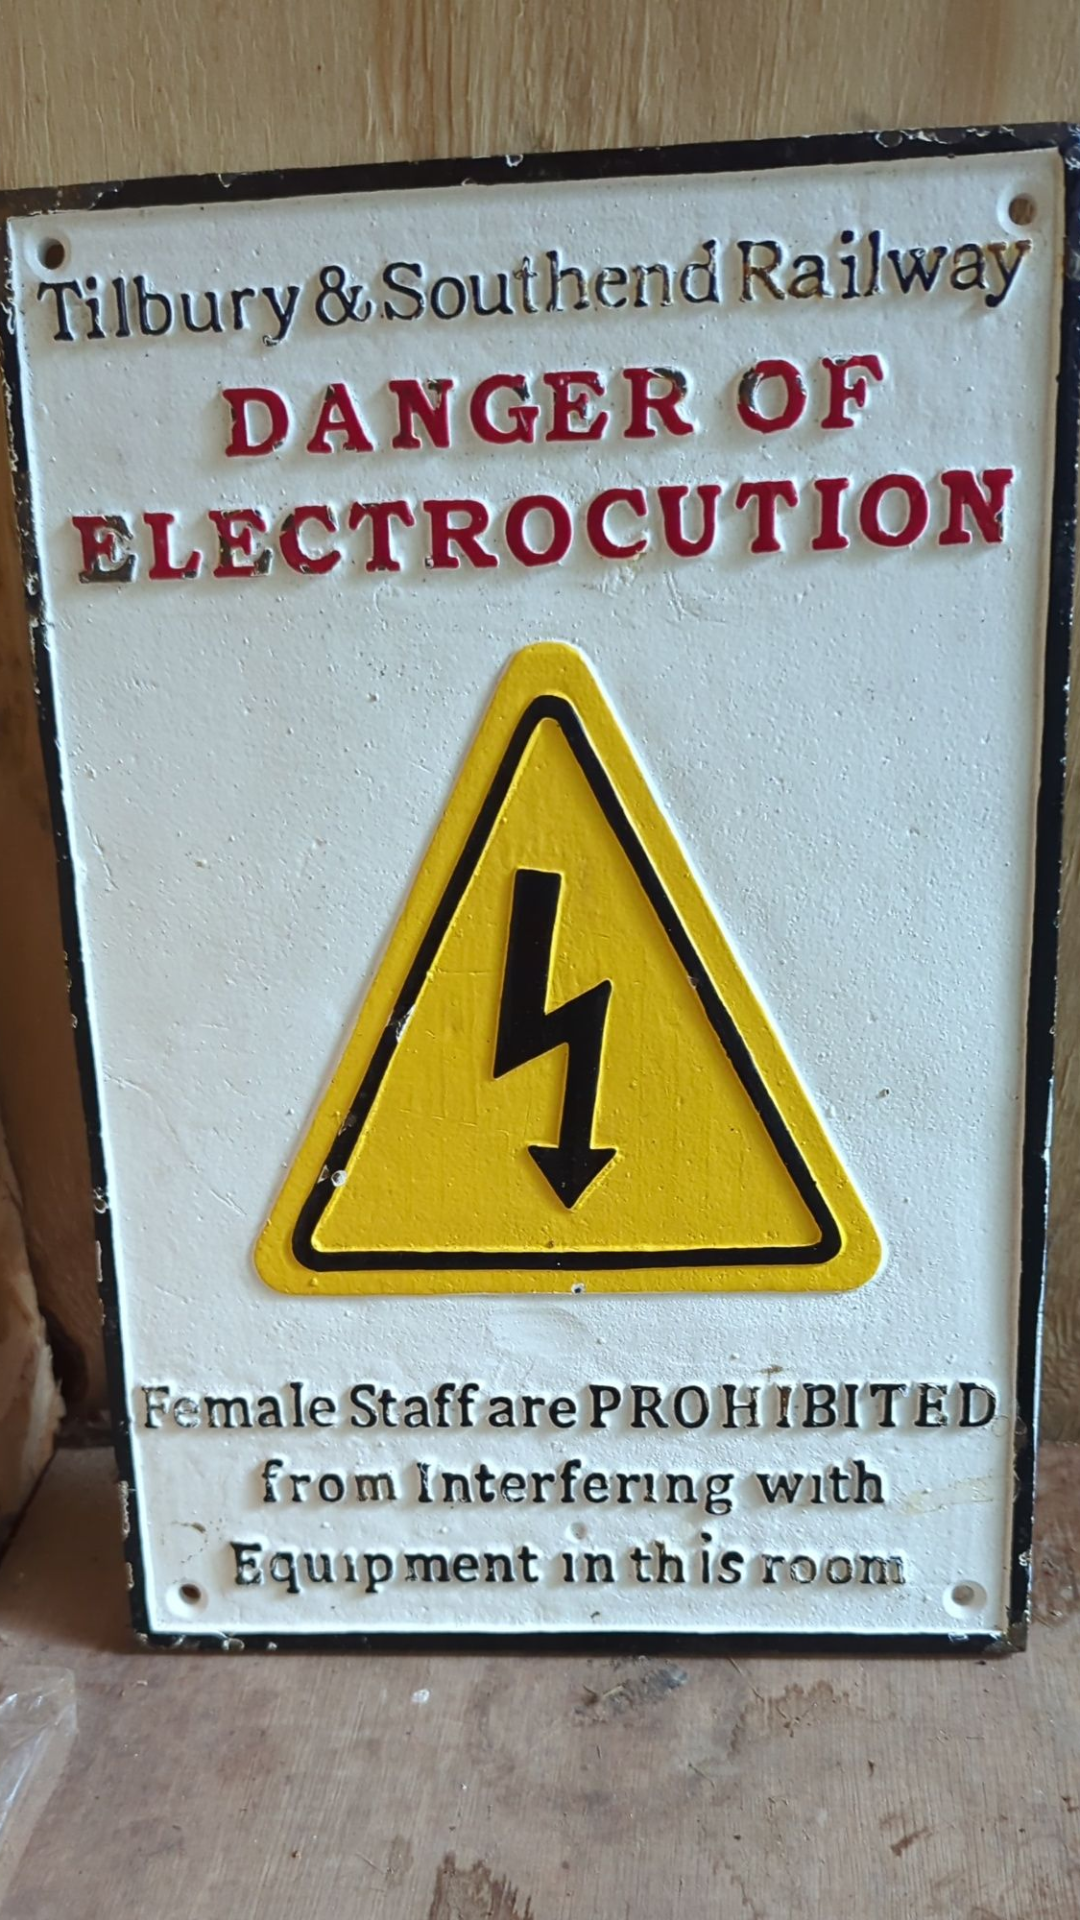 Tilbury & Southend Railway
DANGER OF
ELECTROCUTION
Female Staff are PROHIBITED
from Interfering with
Equipment in this room